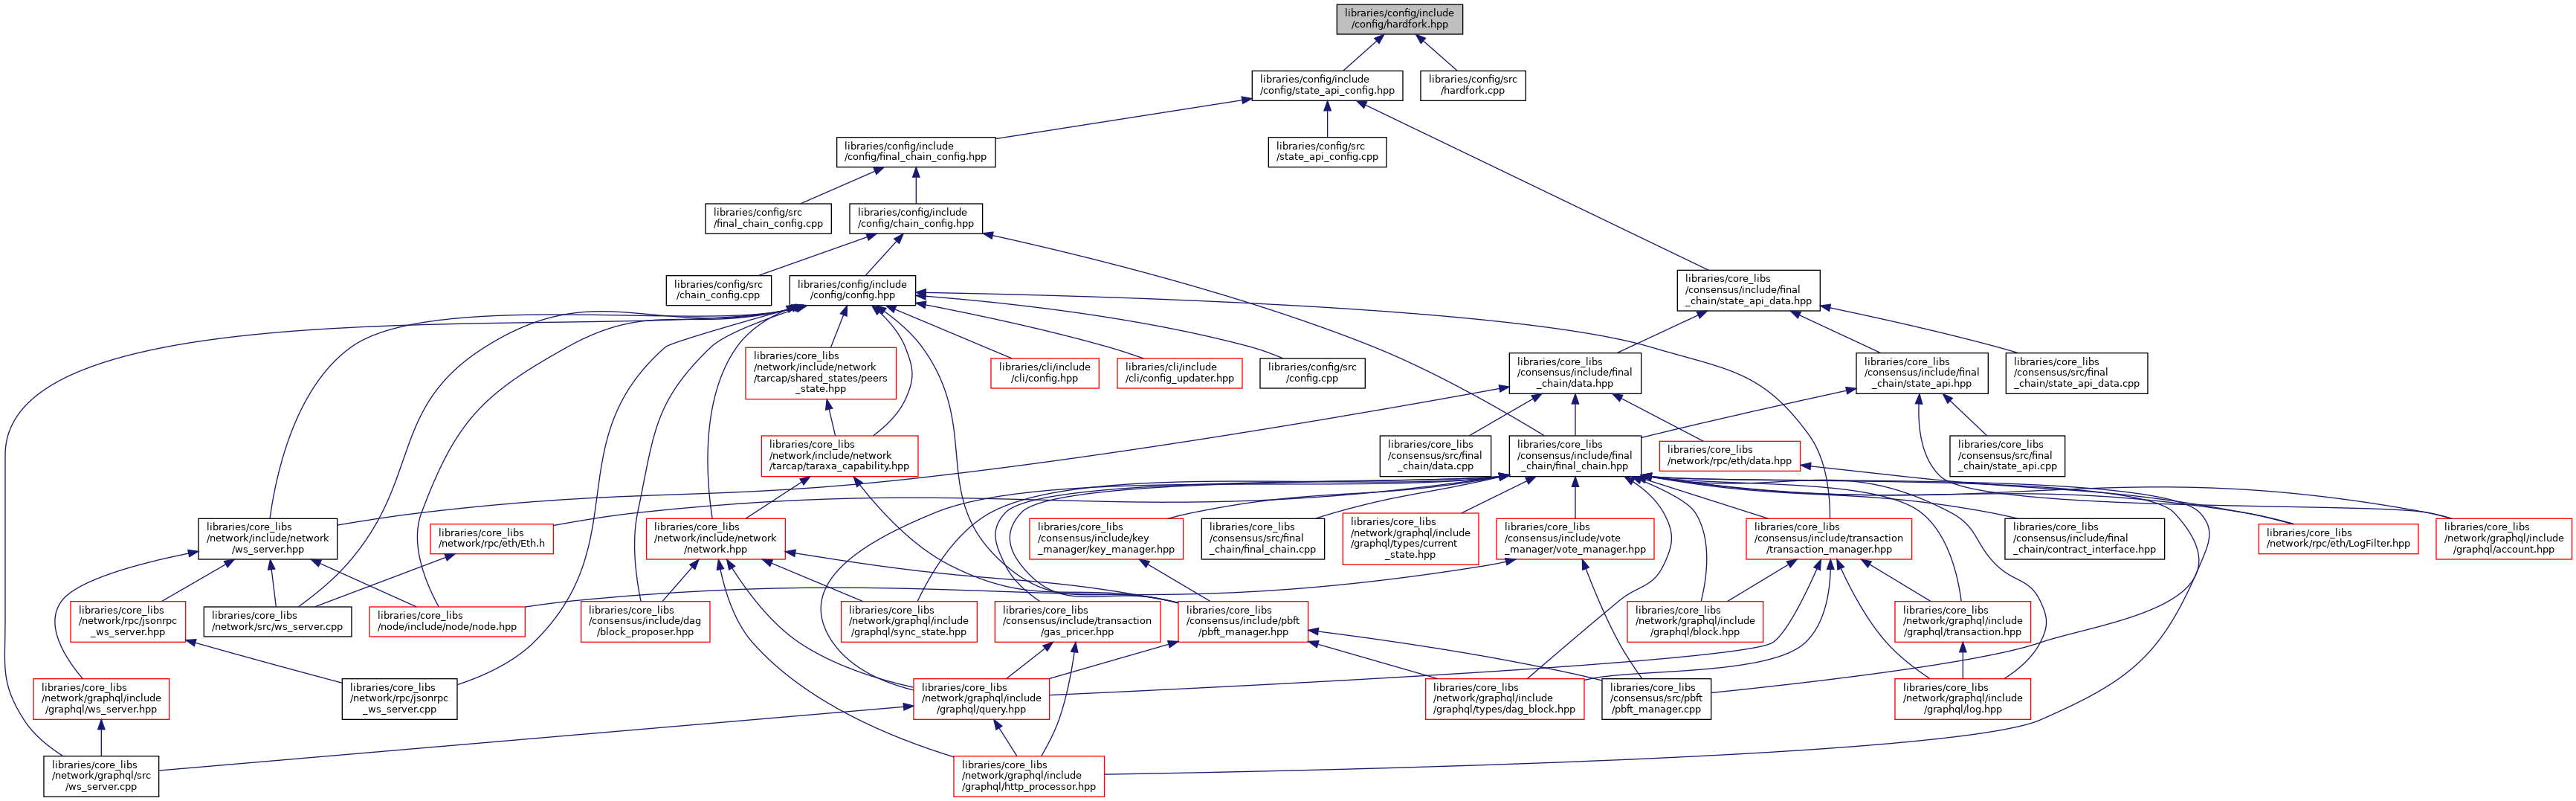 libraries/config/include
/config/hardfork.hpp
libraries/config/include
/config/state_api_config.hpp
libraries/config/src
/hardfork.cpp
libraries/config/include
/config/final_chain_config.hpp
libraries/config/src
/state_api_config.cpp
libraries/config/src
/final_chain_config.cpp
libraries/config/include
/config/chain_config.hpp
libraries/config/src
/chain_config.cpp
libraries/config/include
/config/config.hpp
libraries/core_libs
/consensus/include/final
_chain/state_api_data.hpp
libraries/core_libs
/network/include/network
/tarcap/shared_states/peers
_state.hpp
libraries/cli/include
/cli/config.hpp
libraries/cli/include
/cli/config_updater.hpp
libraries/config/src
/config.cpp
libraries/core_libs
/consensus/include/final
_chain/data.hpp
libraries/core_libs
/consensus/include/final
_chain/state_api.hpp
libraries/core_libs
/consensus/src/final
_chain/state_api_data.cpp
libraries/core_libs
/network/include/network
/tarcap/taraxa_capability.hpp
libraries/core_libs
/consensus/src/final
_chain/data.cpp
libraries/core_libs
/consensus/include/final
_chain/final_chain.hpp
libraries/core_libs
/network/rpc/eth/data.hpp
libraries/core_libs
/consensus/src/final
_chain/state_api.cpp
libraries/core_libs
/network/include/network
/ws_server.hpp
libraries/core_libs
/network/rpc/eth/Eth.h
libraries/core_libs
/network/include/network
/network.hpp
libraries/core_libs
/consensus/include/key
_manager/key_manager.hpp
libraries/core_libs
/consensus/src/final
_chain/final_chain.cpp
libraries/core_libs
/network/graphql/include
/graphql/types/current
_state.hpp
libraries/core_libs
/consensus/include/vote
_manager/vote_manager.hpp
libraries/core_libs
/consensus/include/transaction
/transaction_manager.hpp
libraries/core_libs
/consensus/include/final
_chain/contract_interface.hpp
libraries/core_libs
/network/rpc/eth/LogFilter.hpp
libraries/core_libs
/network/graphql/include
/graphql/account.hpp
libraries/core_libs
/network/rpc/jsonrpc
_ws_server.hpp
libraries/core_libs
/network/src/ws_server.cpp
libraries/core_libs
/node/include/node/node.hpp
libraries/core_libs
/consensus/include/dag
/block_proposer.hpp
libraries/core_libs
/network/graphql/include
/graphql/sync_state.hpp
libraries/core_libs
/consensus/include/transaction
/gas_pricer.hpp
libraries/core_libs
/consensus/include/pbft
/pbft_manager.hpp
libraries/core_libs
/network/graphql/include
/graphql/block.hpp
libraries/core_libs
/network/graphql/include
/graphql/transaction.hpp
libraries/core_libs
/network/graphql/include
/graphql/ws_server.hpp
libraries/core_libs
/network/rpc/jsonrpc
_ws_server.cpp
libraries/core_libs
/network/graphql/include
/graphql/query.hpp
libraries/core_libs
/network/graphql/include
/graphql/types/dag_block.hpp
libraries/core_libs
/consensus/src/pbft
/pbft_manager.cpp
libraries/core_libs
/network/graphql/include
/graphql/log.hpp
libraries/core_libs
/network/graphql/src
/ws_server.cpp
libraries/core_libs
/network/graphql/include
/graphql/http_processor.hpp